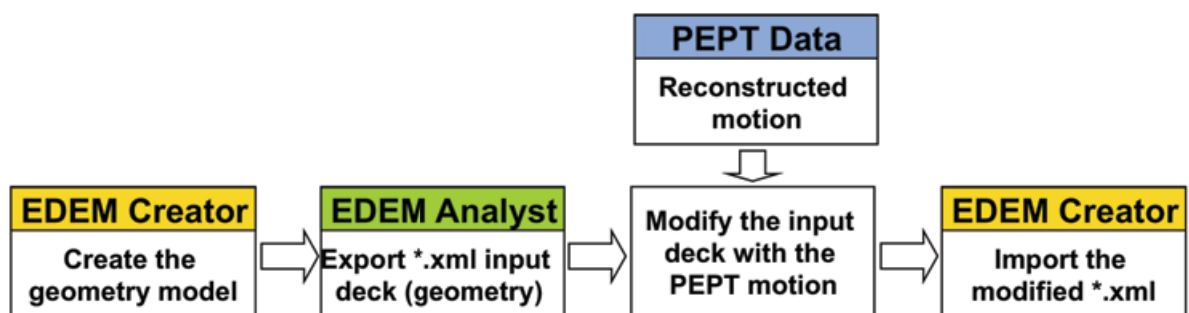 PEPT Data
Reconstructed
motion
EDEM Creator
Create the
geometry model
EDEM Analyst
Export *.xml input
deck (geometry)
Modify the input
deck with the
PEPT motion
EDEM Creator
Import the
modified *.xml